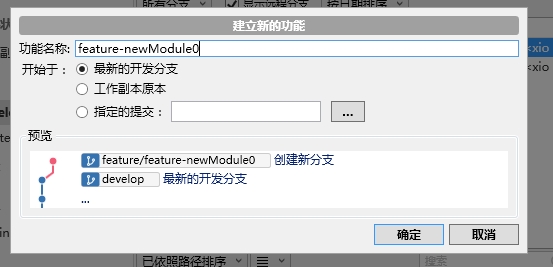 所有分支
显示远程分支
按日期排序
建立新的功能
功能名称:
feature-newModule0
开始于：
最新的开发分支
工作副本原本
指定的提交：
...
预览
feature/feature-newModule0 创建新分支
develop 最新的开发分支
...
确定
取消
已依照路径排序
搜索